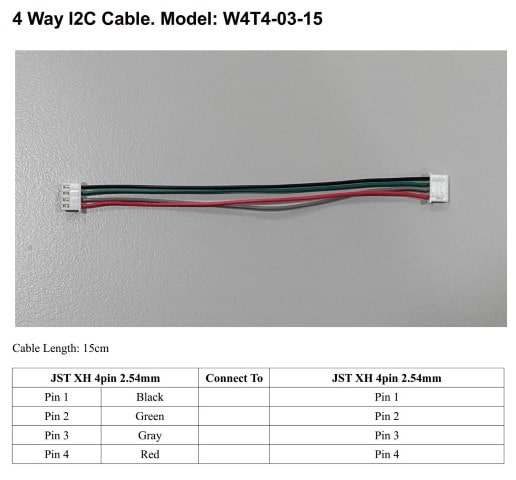 4 Way I2C Cable. Model: W4T4-03-15
Cable Length: 15cm
JST XH 4pin 2.54mm Connect To JST XH 4pin 2.54mm
Pin 1 Black Pin 1
Pin 2 Green Pin 2
Pin 3 Gray Pin 3
Pin 4 Red Pin 4